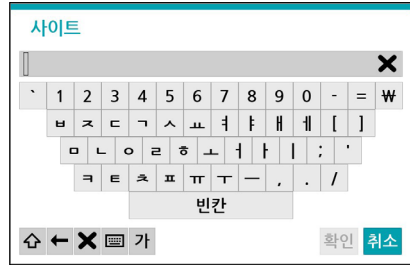 사이트
` 1 2 3 4 5 6 7 8 9 0 - = ₩
ㅂ ㅈ ㄷ ㄱ ㅅ ㅛ ㅕ ㅑ ㅐ ㅔ [ ]
ㅁ ㄴ ㅇ ㄹ ㅎ ㅗ ㅓ ㅏ ㅣ ; '
ㅋ ㅌ ㅊ ㅍ ㅠ ㅜ ㅡ , . /
빈칸
가 확인 취소